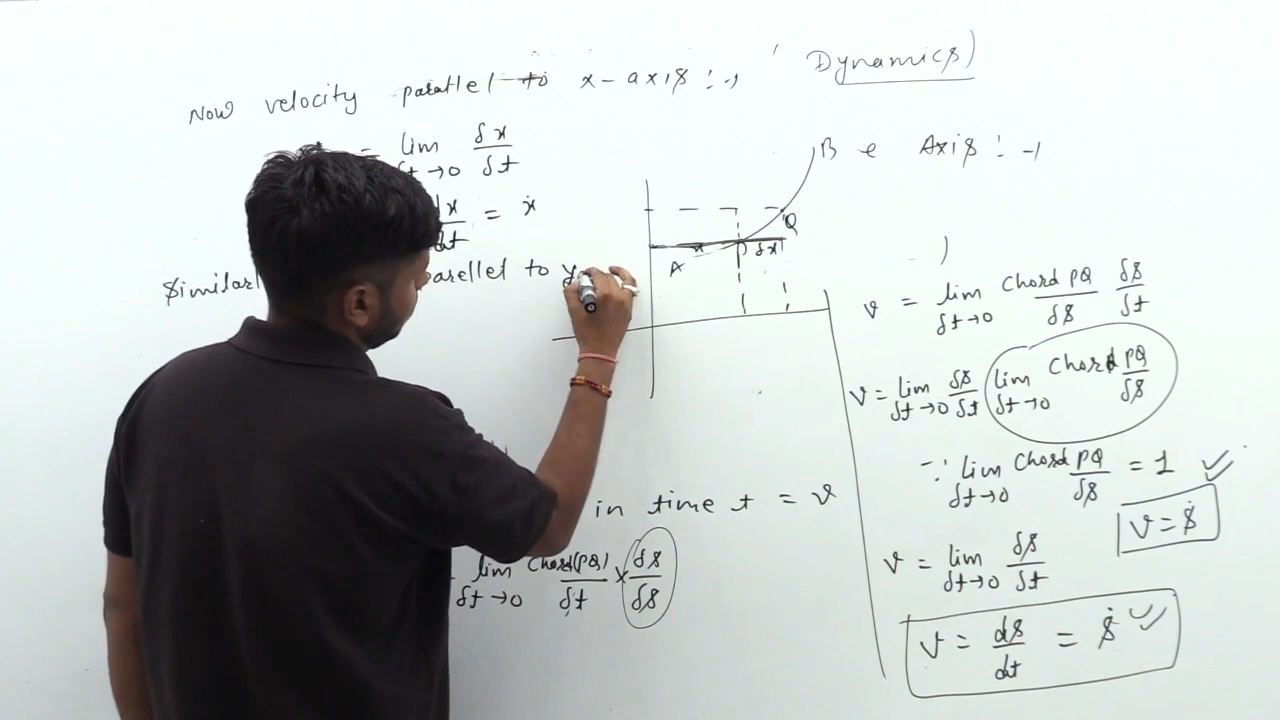 Dynamics)
Now velocity parallel to x-axis :-
= lim δx/δt
δt→0
dx/dt = ẋ
Similarl parellel to y
B
e Axis :-
Q
A x P δx
)
v = lim Chord PQ/δs δs/δt
δt→0
v = lim δs/δt lim Chord PQ/δs
δt→0 δt→0
∵ lim Chord PQ/δs = 1
δt→0
v = ṡ
in time t = v
lim Chord(PQ)/δt × δs/δs
δt→0
v = lim δs/δt
δt→0
v = ds/dt = ṡ